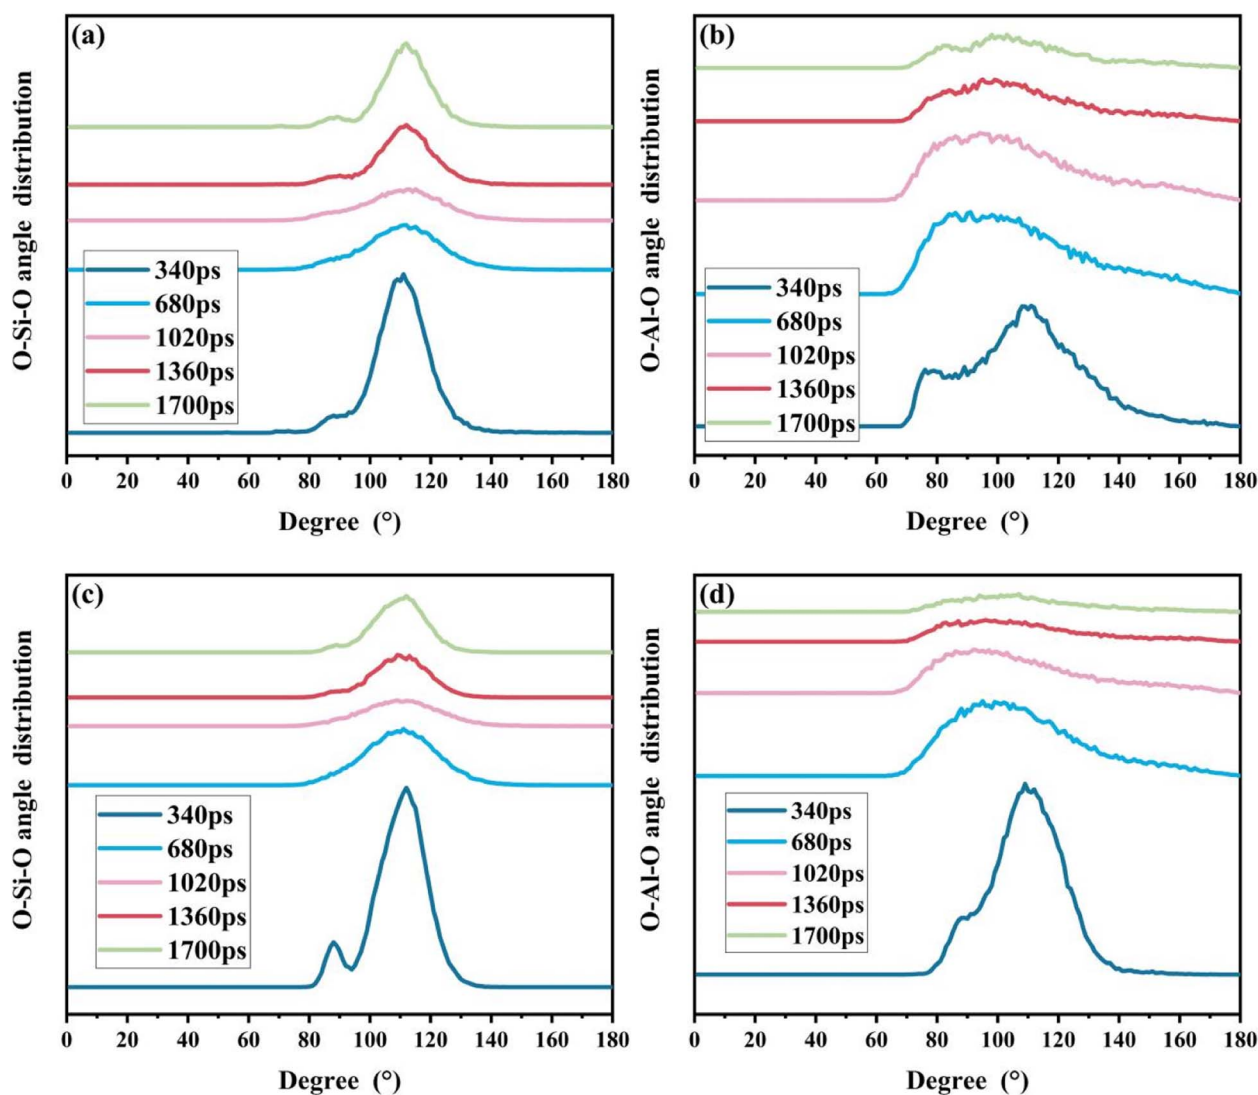 (a)
O-Si-O angle distribution
340ps
680ps
1020ps
1360ps
1700ps
0 20 40 60 80 100 120 140 160 180
Degree (°)
(b)
O-Al-O angle distribution
340ps
680ps
1020ps
1360ps
1700ps
0 20 40 60 80 100 120 140 160 180
Degree (°)
(c)
O-Si-O angle distribution
340ps
680ps
1020ps
1360ps
1700ps
0 20 40 60 80 100 120 140 160 180
Degree (°)
(d)
O-Al-O angle distribution
340ps
680ps
1020ps
1360ps
1700ps
0 20 40 60 80 100 120 140 160 180
Degree (°)